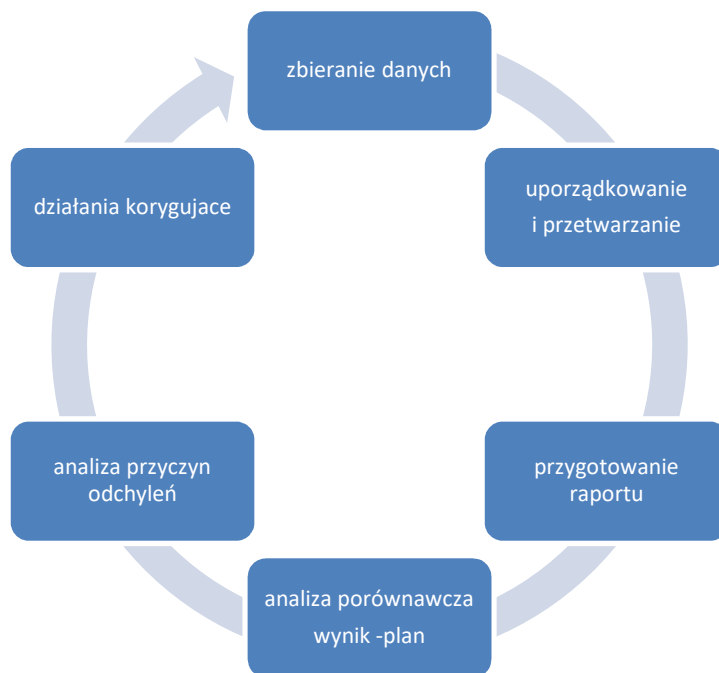 zbieranie danych
uporządkowanie
i przetwarzanie
przygotowanie
raportu
analiza porównawcza
wynik -plan
analiza przyczyn
odchyleń
działania korygujace